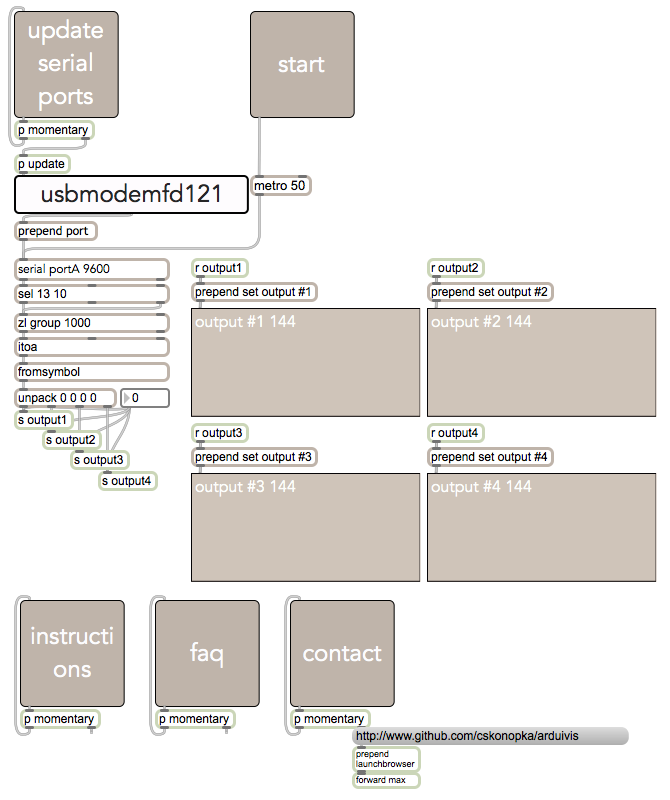 update
serial
ports
start
p momentary
p update
usbmodemfd121
metro 50
prepend port
serial portA 9600
sel 13 10
zl group 1000
itoa
fromsymbol
unpack 0 0 0 0
0
s output1
s output2
s output3
s output4
r output1
prepend set output #1
output #1 144
r output2
prepend set output #2
output #2 144
r output3
prepend set output #3
output #3 144
r output4
prepend set output #4
output #4 144
instructi
ons
p momentary
faq
p momentary
contact
p momentary
http://www.github.com/cskonopka/arduivis
prepend
launchbrowser
forward max